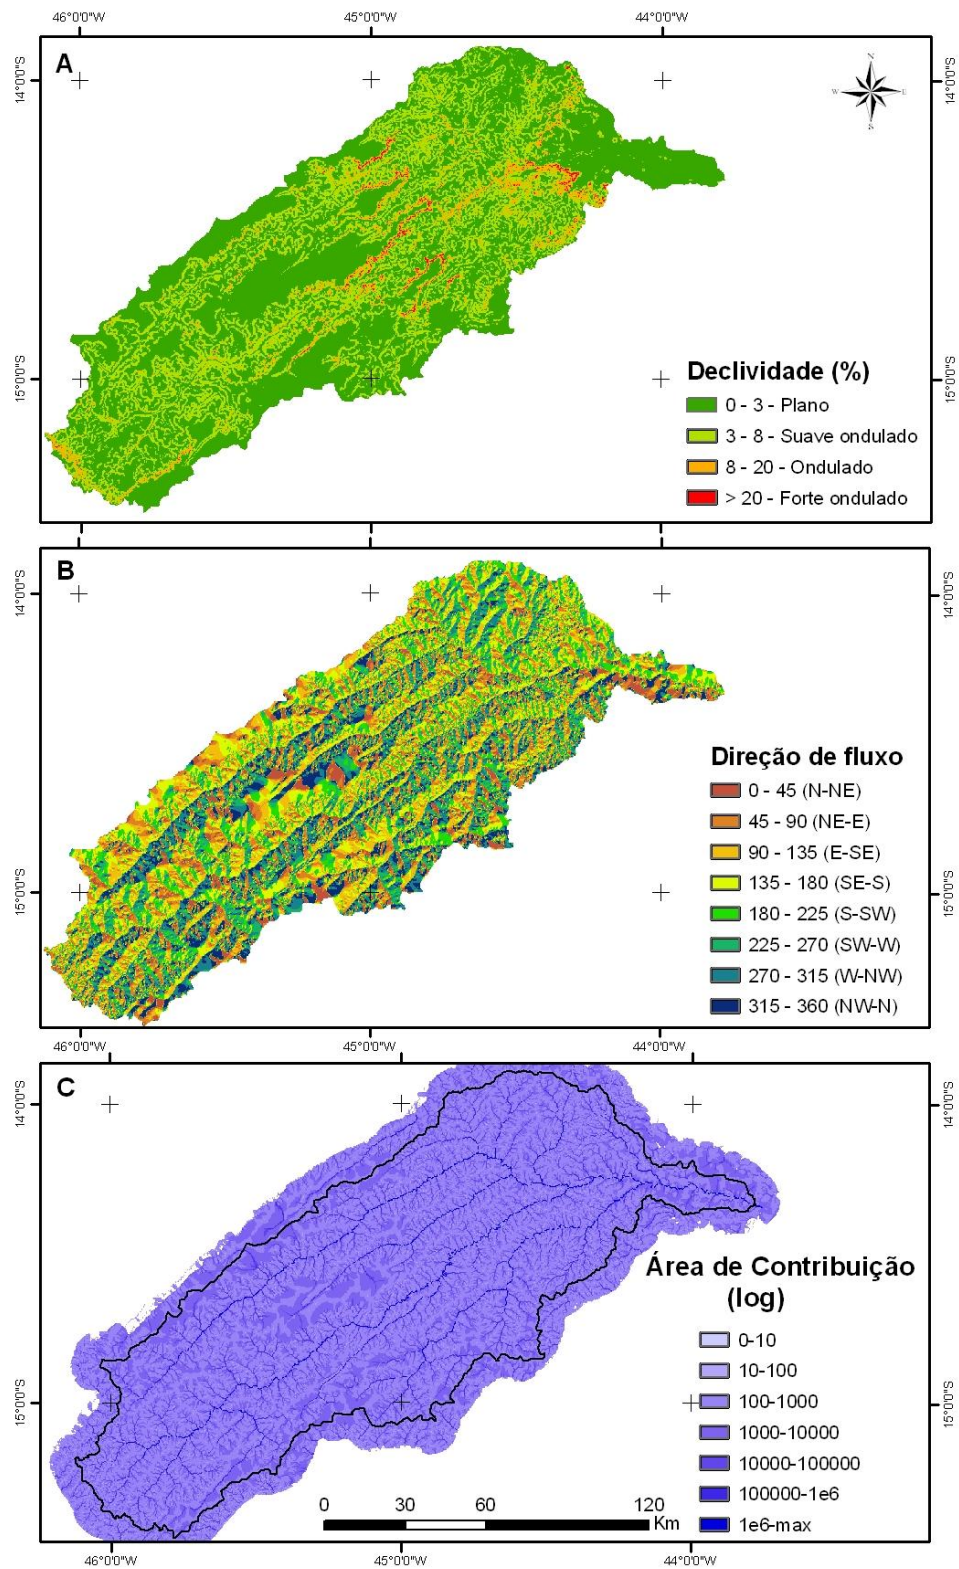 46°0'0"W 45°0'0"W 44°0'0"W
A
N
W E
S
14°0'0"S 14°0'0"S
15°0'0"S 15°0'0"S
Declividade (%)
0 - 3 - Plano
3 - 8 - Suave ondulado
8 - 20 - Ondulado
> 20 - Forte ondulado
B
14°0'0"S 14°0'0"S
15°0'0"S 15°0'0"S
Direção de fluxo
0 - 45 (N-NE)
45 - 90 (NE-E)
90 - 135 (E-SE)
135 - 180 (SE-S)
180 - 225 (S-SW)
225 - 270 (SW-W)
270 - 315 (W-NW)
315 - 360 (NW-N)
46°0'0"W 45°0'0"W 44°0'0"W
C
14°0'0"S 14°0'0"S
15°0'0"S 15°0'0"S
Área de Contribuição
(log)
0-10
10-100
100-1000
1000-10000
10000-100000
100000-1e6
1e6-max
0 30 60 120
Km
46°0'0"W 45°0'0"W 44°0'0"W